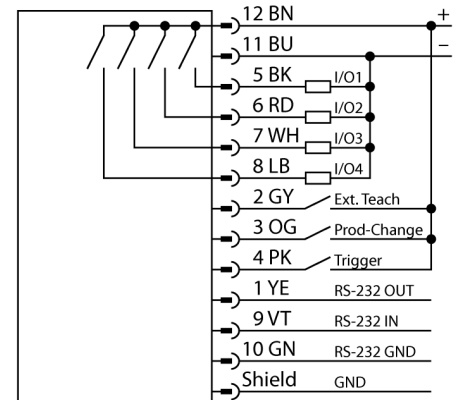 12 BN +
11 BU −
5 BK I/O1
6 RD I/O2
7 WH I/O3
8 LB I/O4
2 GY Ext. Teach
3 OG Prod-Change
4 PK Trigger
1 YE RS-232 OUT
9 VT RS-232 IN
10 GN RS-232 GND
Shield GND